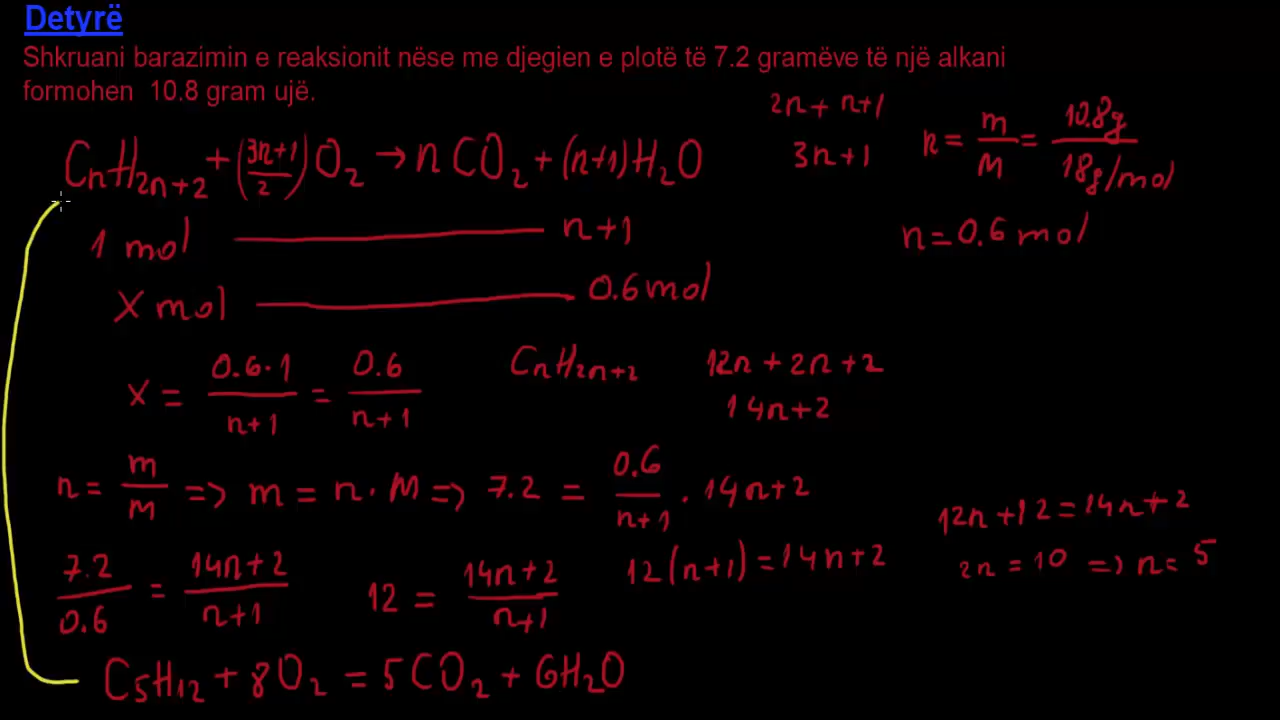 Detyrë
Shkruani barazimin e reaksionit nëse me djegien e plotë të 7.2 gramëve të një alkani
formohen 10.8 gram ujë.
2n + n+1
3n+1
n = m/M = 10.8g / 18g/mol
n = 0.6 mol
CnH2n+2 + (3n+1/2) O2 → nCO2 + (n+1)H2O
1 mol ——— n+1
X mol ——— 0.6 mol
x = 0.6·1 / n+1 = 0.6 / n+1
CnH2n+2
12n + 2n + 2
14n+2
n = m/M => m = n · M => 7.2 = 0.6 / n+1 · 14n+2
7.2 / 0.6 = 14n+2 / n+1
12 = 14n+2 / n+1
12(n+1) = 14n+2
12n + 12 = 14n + 2
2n = 10 => n = 5
C5H12 + 8O2 = 5CO2 + 6H2O